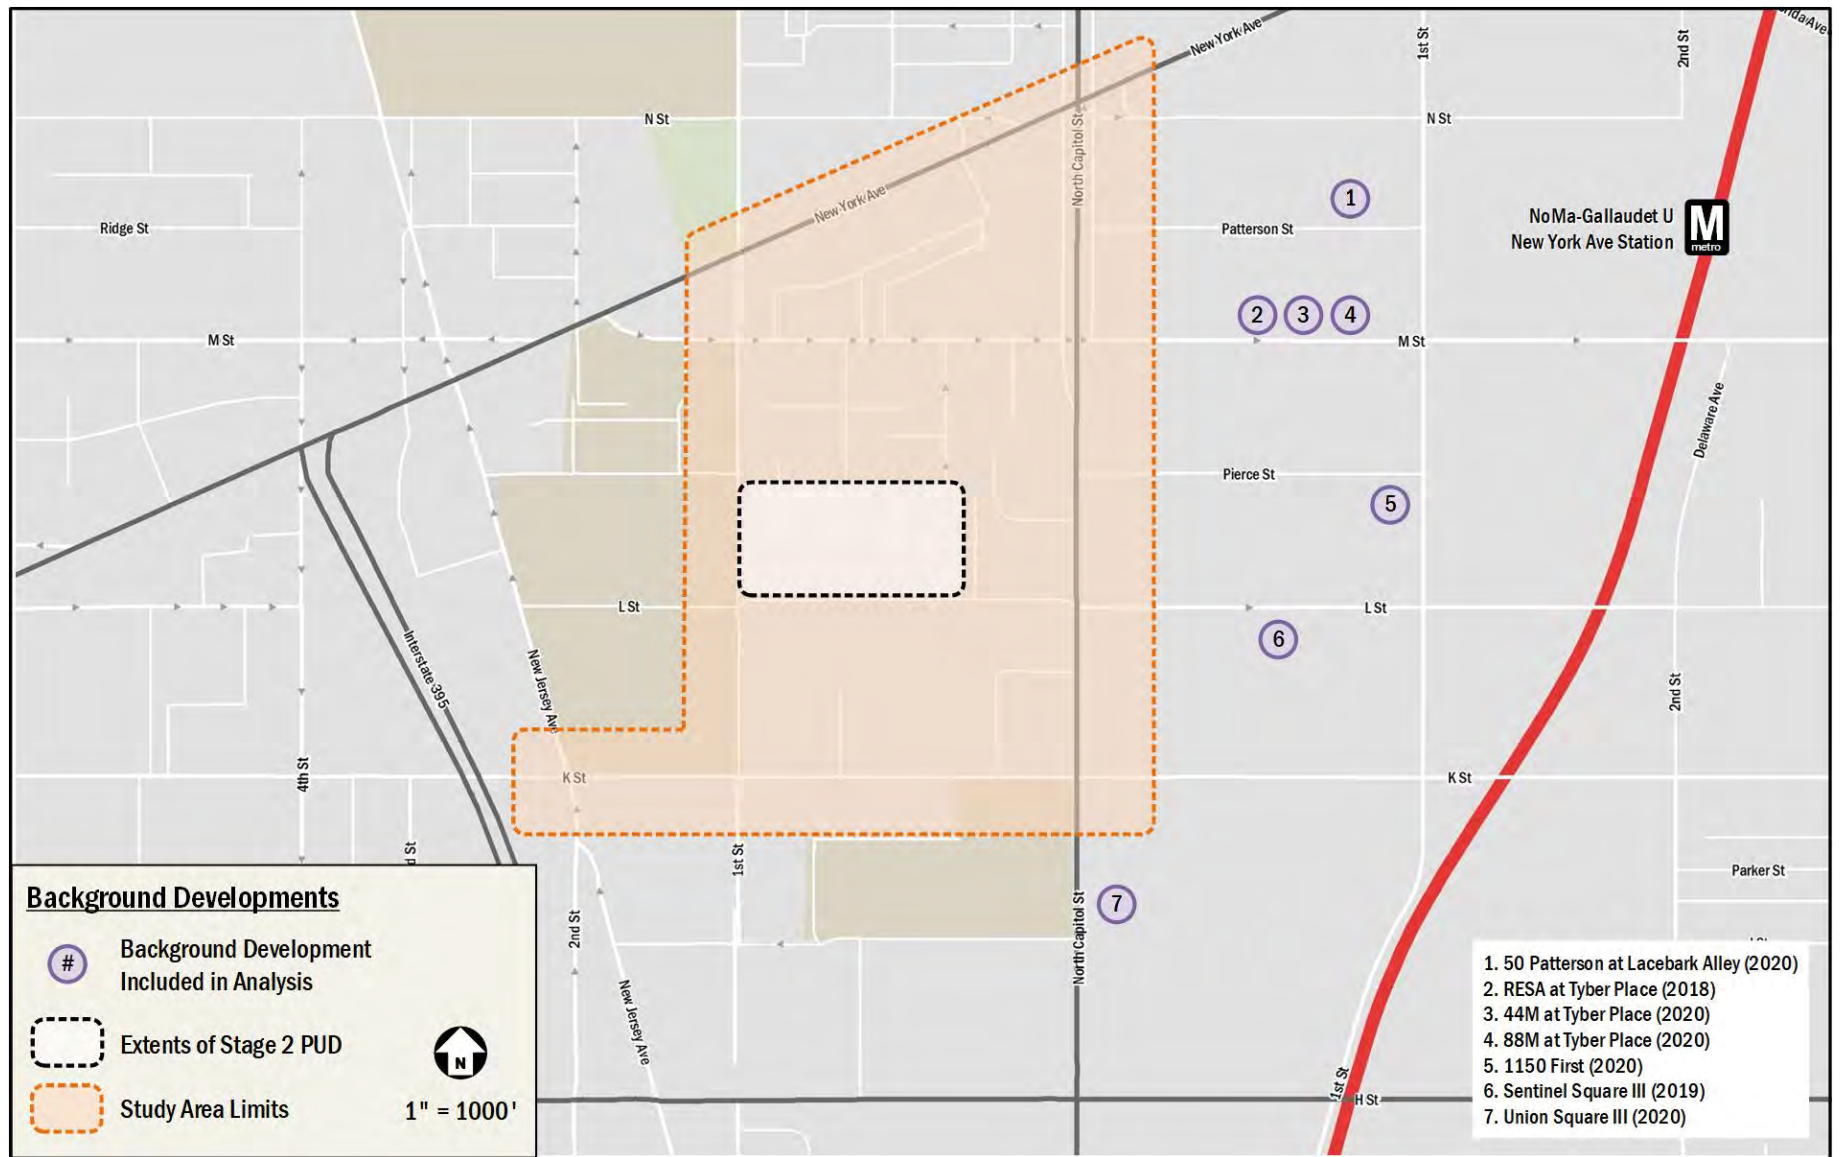 New York Ave
1st St
2nd St
N St
N St
North Capitol St
New York Ave
1
Ridge St
Patterson St
NoMa-Gallaudet U
New York Ave Station
M
metro
2
3
4
M St
M St
Delaware Ave
Pierce St
5
L St
L St
6
Interstate 395
New Jersey Ave
2nd St
4th St
K St
K St
d St
1st St
Parker St
7
2nd St
North Capitol St
New Jersey Ave
1st St
H St
Background Developments
#
Background Development
Included in Analysis
Extents of Stage 2 PUD
N
Study Area Limits
1" = 1000'
1. 50 Patterson at Lacebark Alley (2020)
2. RESA at Tyber Place (2018)
3. 44M at Tyber Place (2020)
4. 88M at Tyber Place (2020)
5. 1150 First (2020)
6. Sentinel Square III (2019)
7. Union Square III (2020)